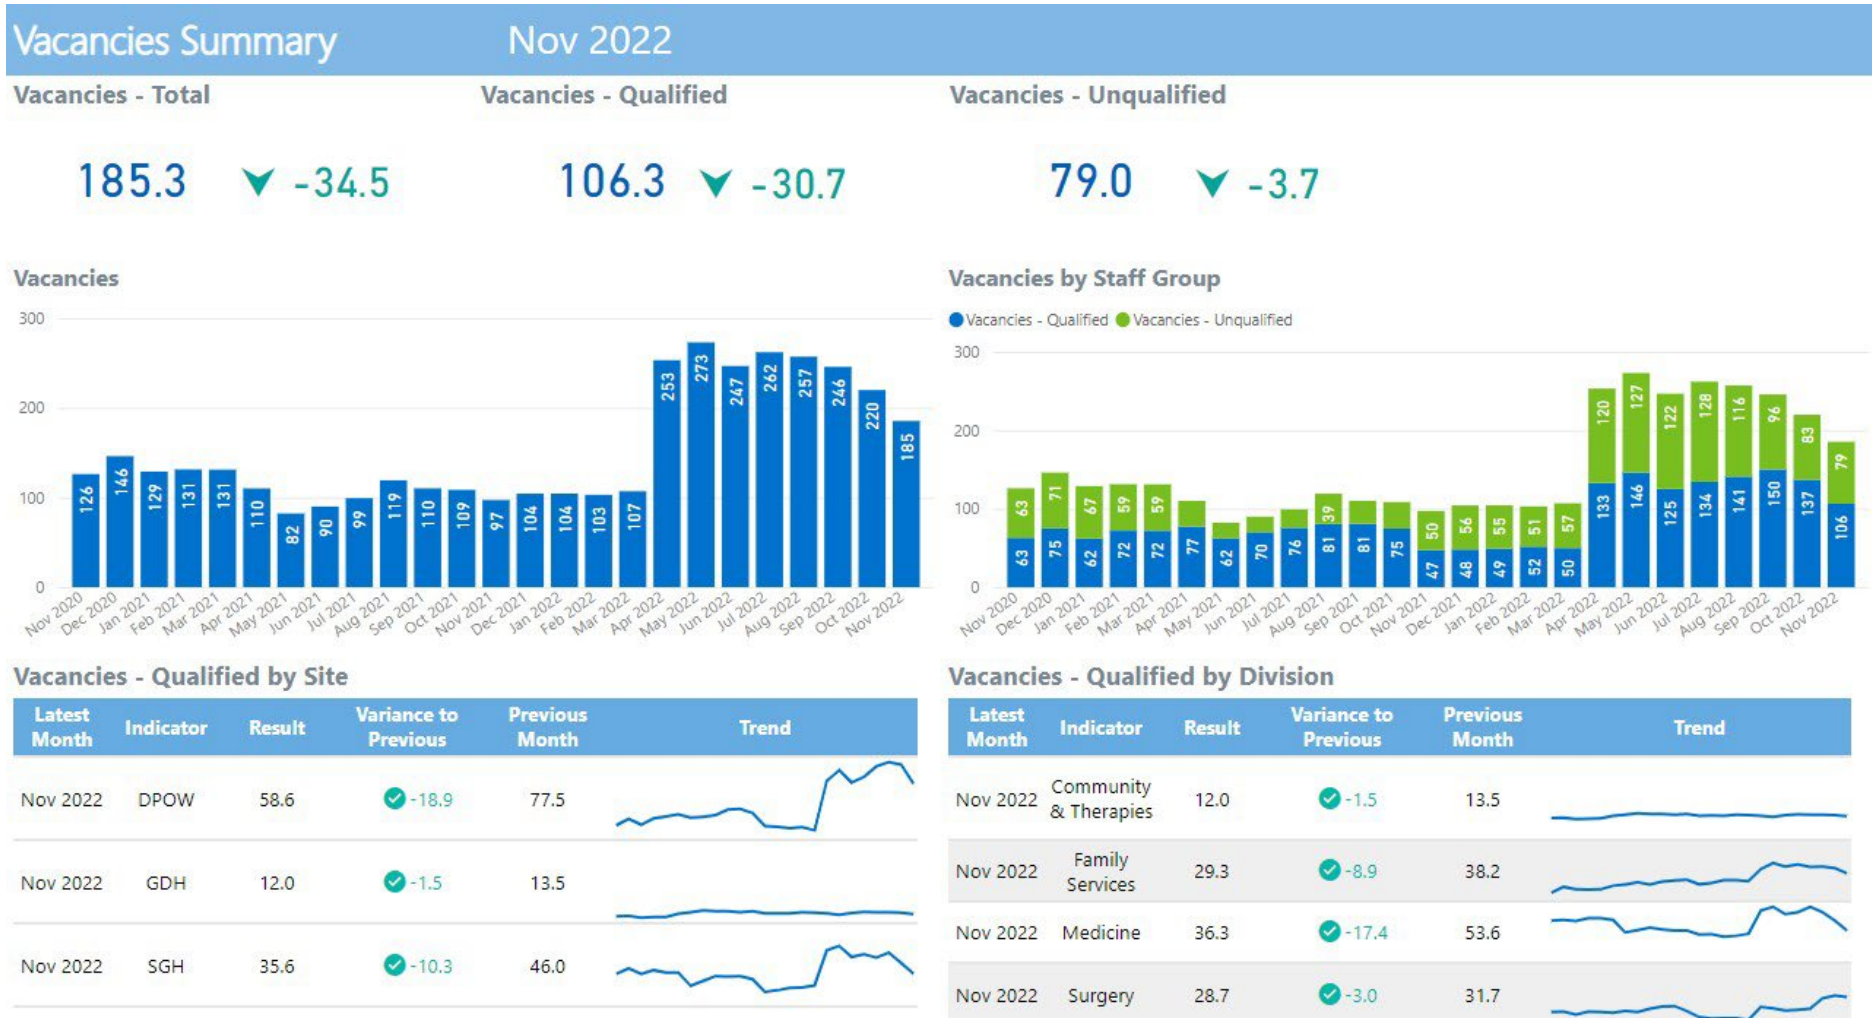 Vacancies Summary Nov 2022
Vacancies - Total Vacancies - Qualified Vacancies - Unqualified
185.3 -34.5 106.3 -30.7 79.0 -3.7
Vacancies
300
200
100
0
126 146 129 131 131 110 82 90 99 119 110 109 97 104 104 103 107 253 273 247 262 257 246 220 185
Nov 2020 Dec 2020 Jan 2021 Feb 2021 Mar 2021 Apr 2021 May 2021 Jun 2021 Jul 2021 Aug 2021 Sep 2021 Oct 2021 Nov 2021 Dec 2021 Jan 2022 Feb 2022 Mar 2022 Apr 2022 May 2022 Jun 2022 Jul 2022 Aug 2022 Sep 2022 Oct 2022 Nov 2022
Vacancies by Staff Group
Vacancies - Qualified Vacancies - Unqualified
300
200
100
0
63 71 67 59 59 39 50 56 55 51 57 120 127 122 128 116 96 83 79
63 75 62 72 72 77 62 70 76 81 81 75 47 48 49 52 50 133 146 125 134 141 150 137 106
Nov 2020 Dec 2020 Jan 2021 Feb 2021 Mar 2021 Apr 2021 May 2021 Jun 2021 Jul 2021 Aug 2021 Sep 2021 Oct 2021 Nov 2021 Dec 2021 Jan 2022 Feb 2022 Mar 2022 Apr 2022 May 2022 Jun 2022 Jul 2022 Aug 2022 Sep 2022 Oct 2022 Nov 2022
Vacancies - Qualified by Site
Latest Month Indicator Result Variance to Previous Previous Month Trend
Nov 2022 DPOW 58.6 -18.9 77.5
Nov 2022 GDH 12.0 -1.5 13.5
Nov 2022 SGH 35.6 -10.3 46.0
Vacancies - Qualified by Division
Latest Month Indicator Result Variance to Previous Previous Month Trend
Nov 2022 Community & Therapies 12.0 -1.5 13.5
Nov 2022 Family Services 29.3 -8.9 38.2
Nov 2022 Medicine 36.3 -17.4 53.6
Nov 2022 Surgery 28.7 -3.0 31.7